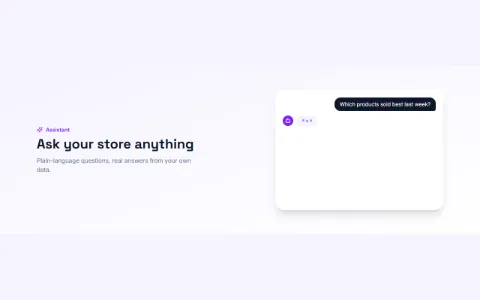 Assistant
Ask your store anything
Plain-language questions, real answers from your own
data.
Which products sold best last week?